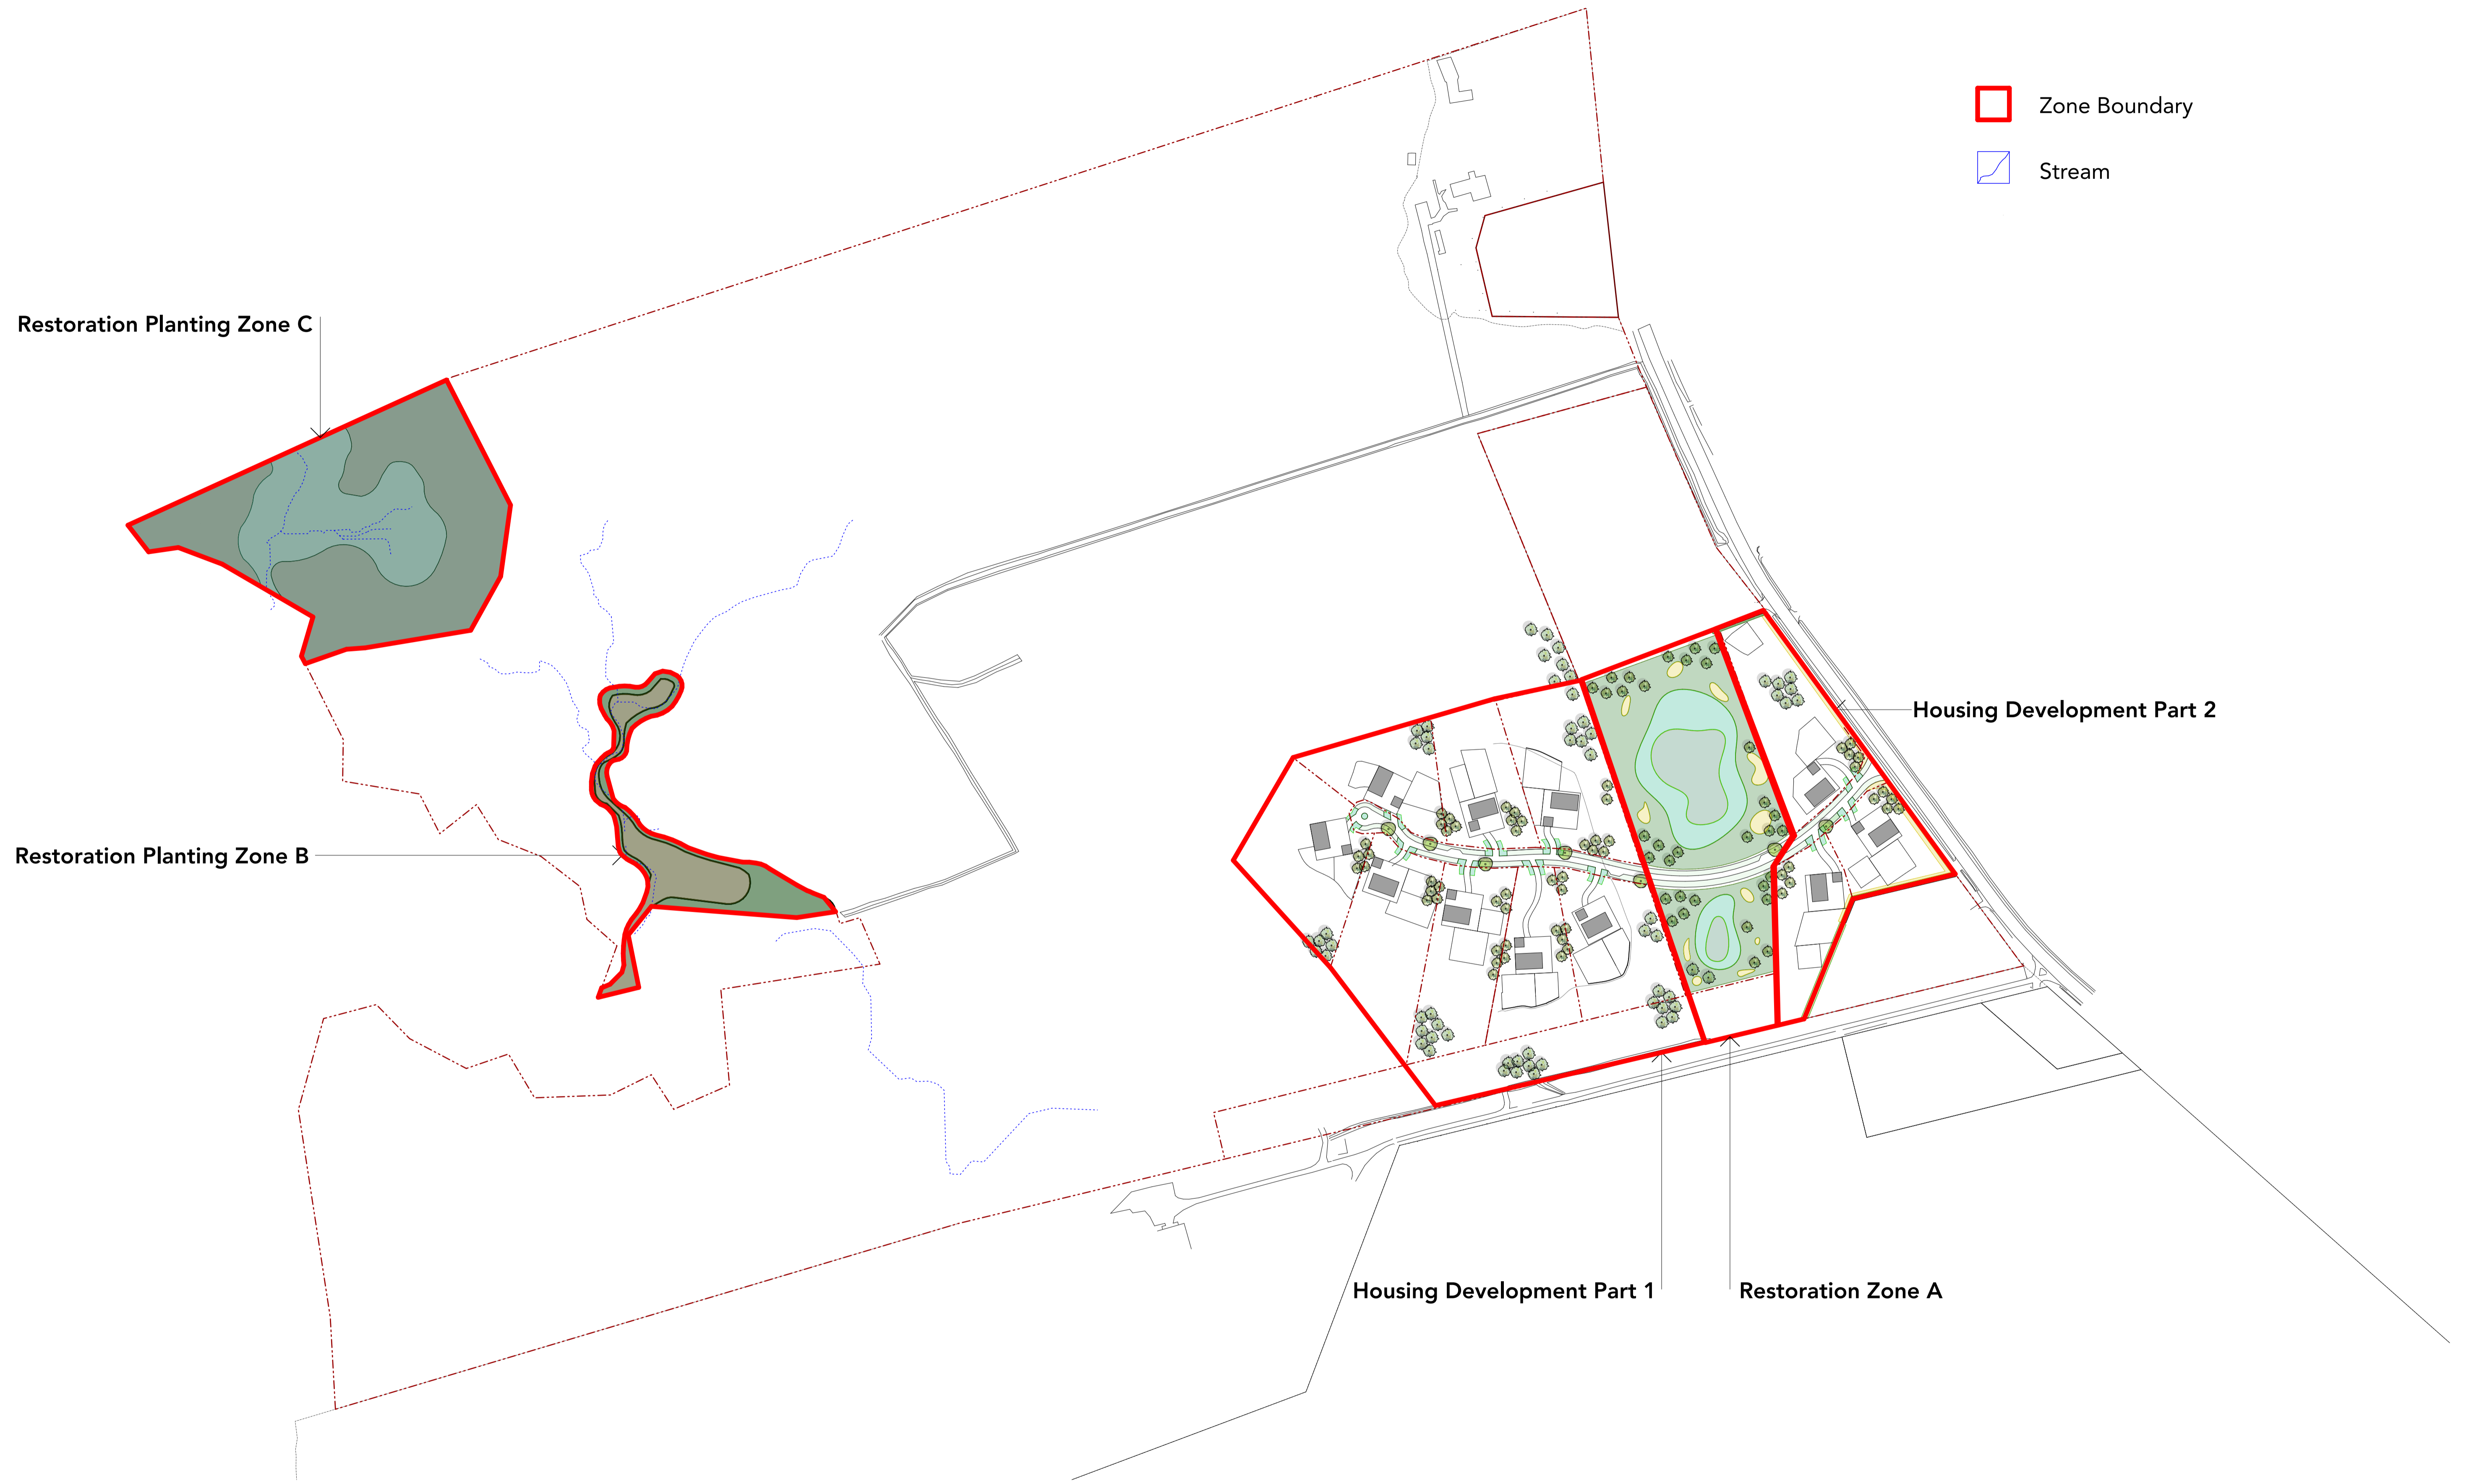 Zone Boundary
Stream
Restoration Planting Zone C
Housing Development Part 2
Restoration Planting Zone B
Housing Development Part 1
Restoration Zone A